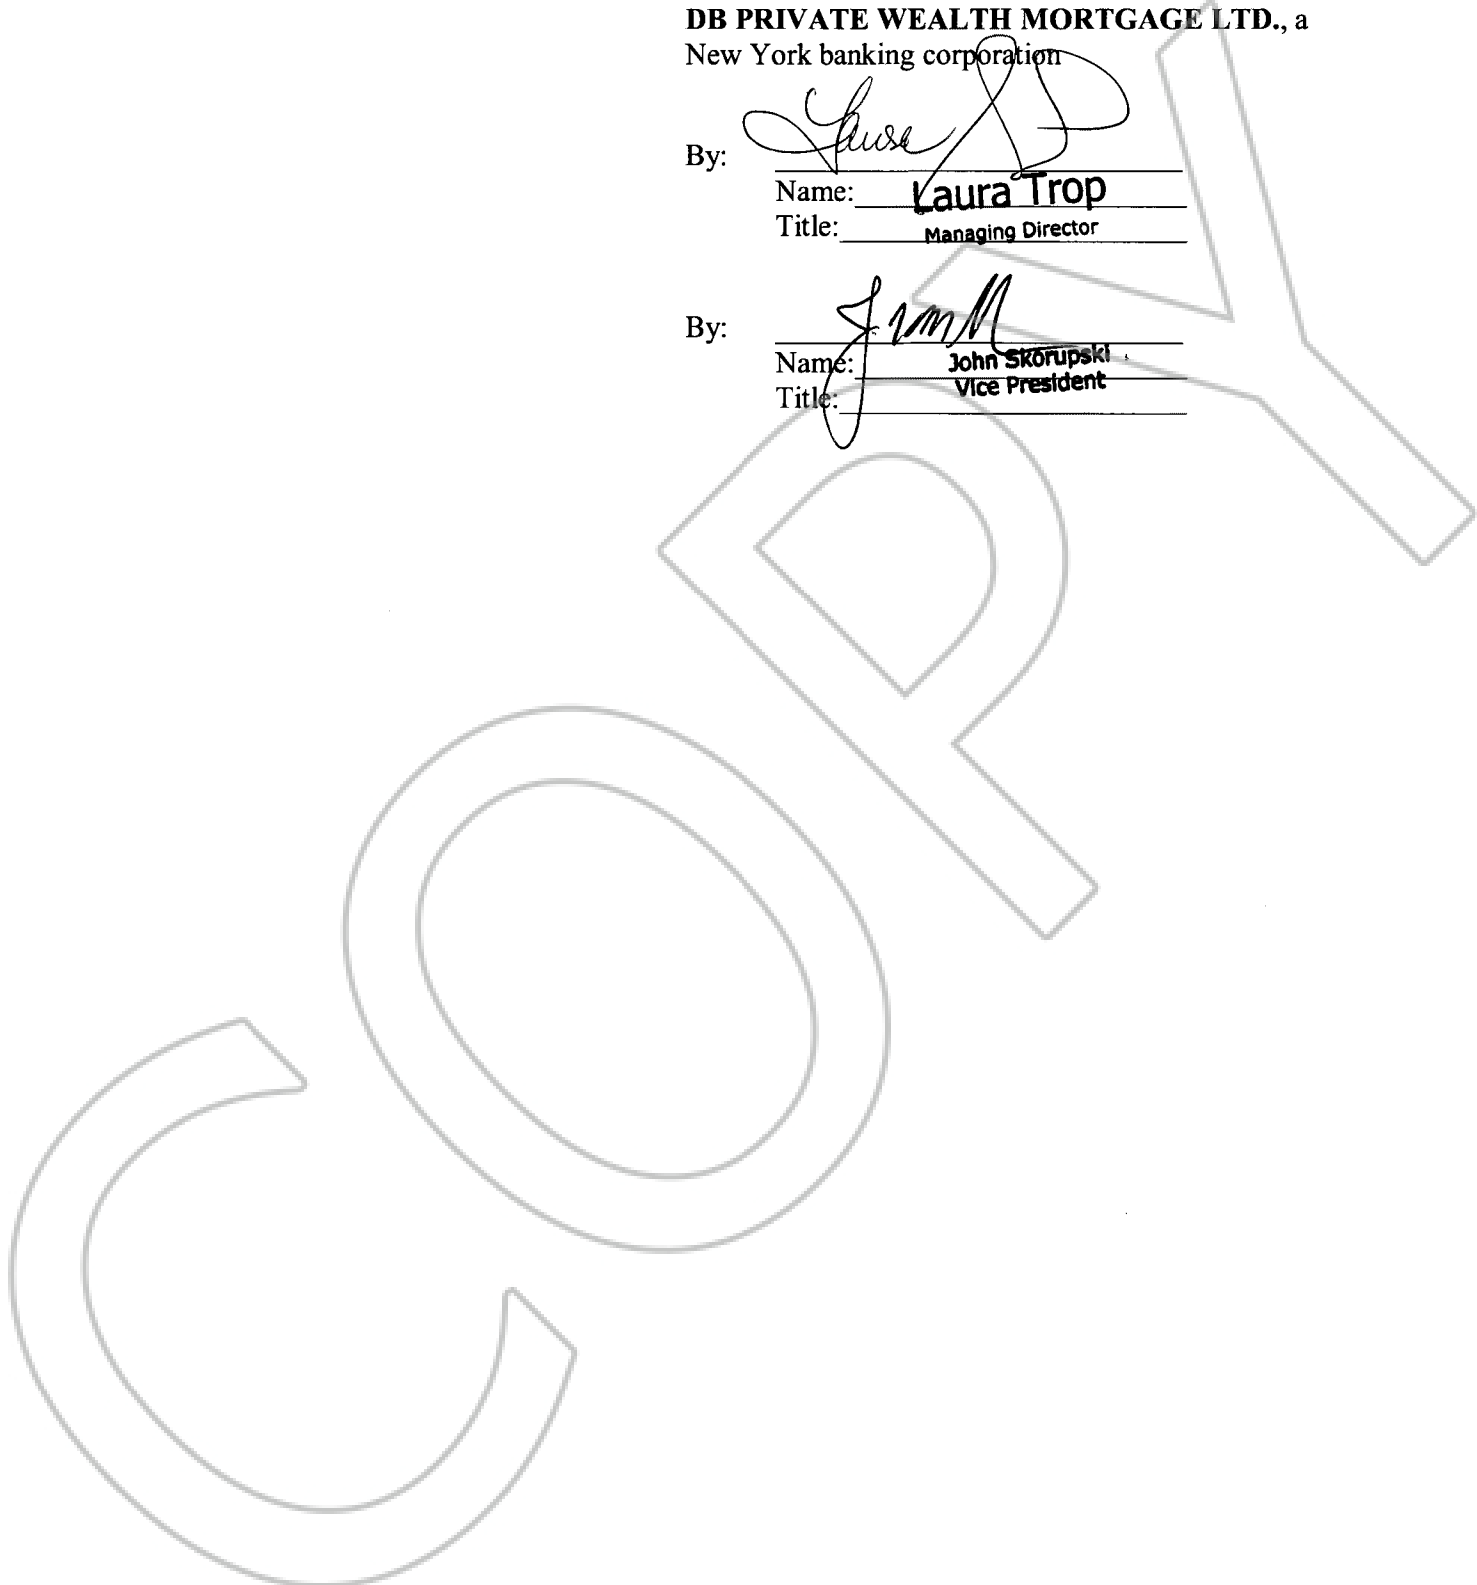 DB PRIVATE WEALTH MORTGAGE LTD., a
New York banking corporation
By:
Name: Laura Trop
Title: Managing Director
By:
Name: John Skorupski
Title: Vice President
COPY